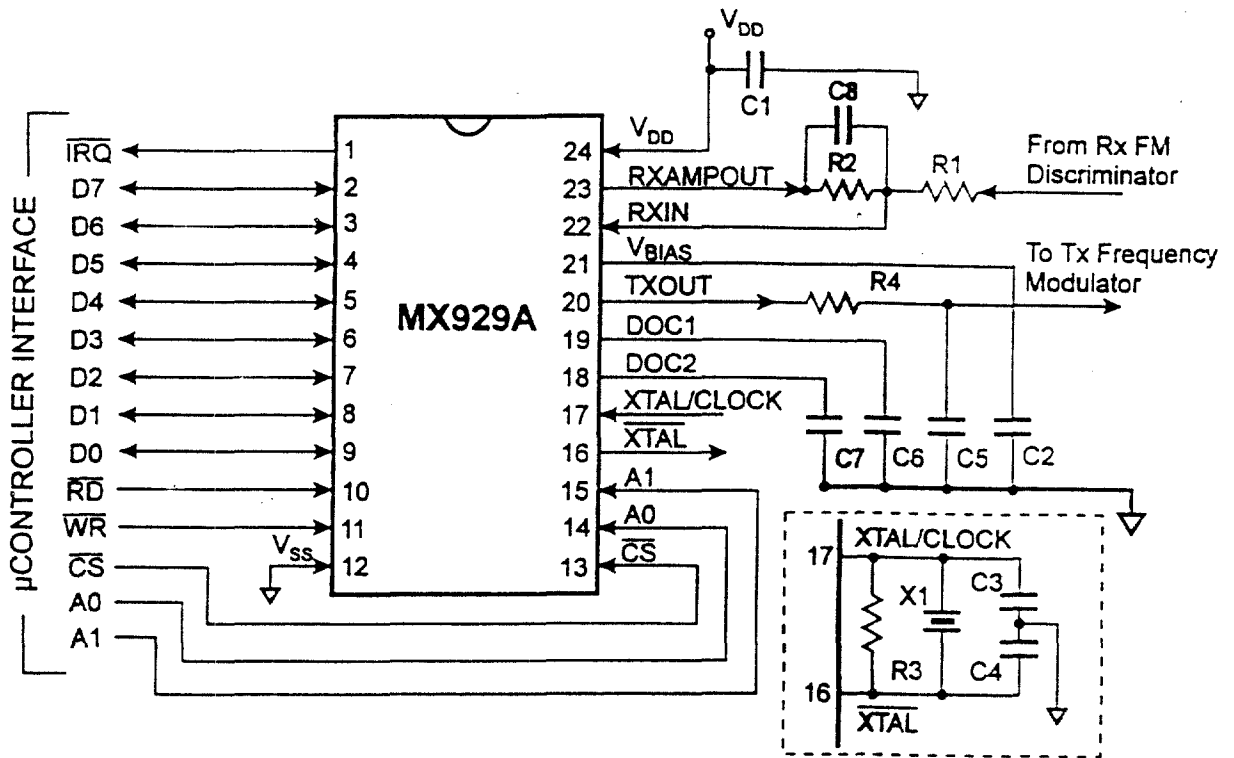 VDD
C1
C8
R2
R1
From Rx FM
Discriminator
µCONTROLLER INTERFACE
IRQ
D7
D6
D5
D4
D3
D2
D1
D0
RD
WR
CS
A0
A1
VSS
1
2
3
4
5
6
7
8
9
10
11
12
MX929A
24
23
22
21
20
19
18
17
16
15
14
13
VDD
RXAMPOUT
RXIN
VBIAS
TXOUT
DOC1
DOC2
XTAL/CLOCK
XTAL
A1
A0
CS
R4
To Tx Frequency
Modulator
C7
C6
C5
C2
17
XTAL/CLOCK
X1
C3
R3
C4
16
XTAL